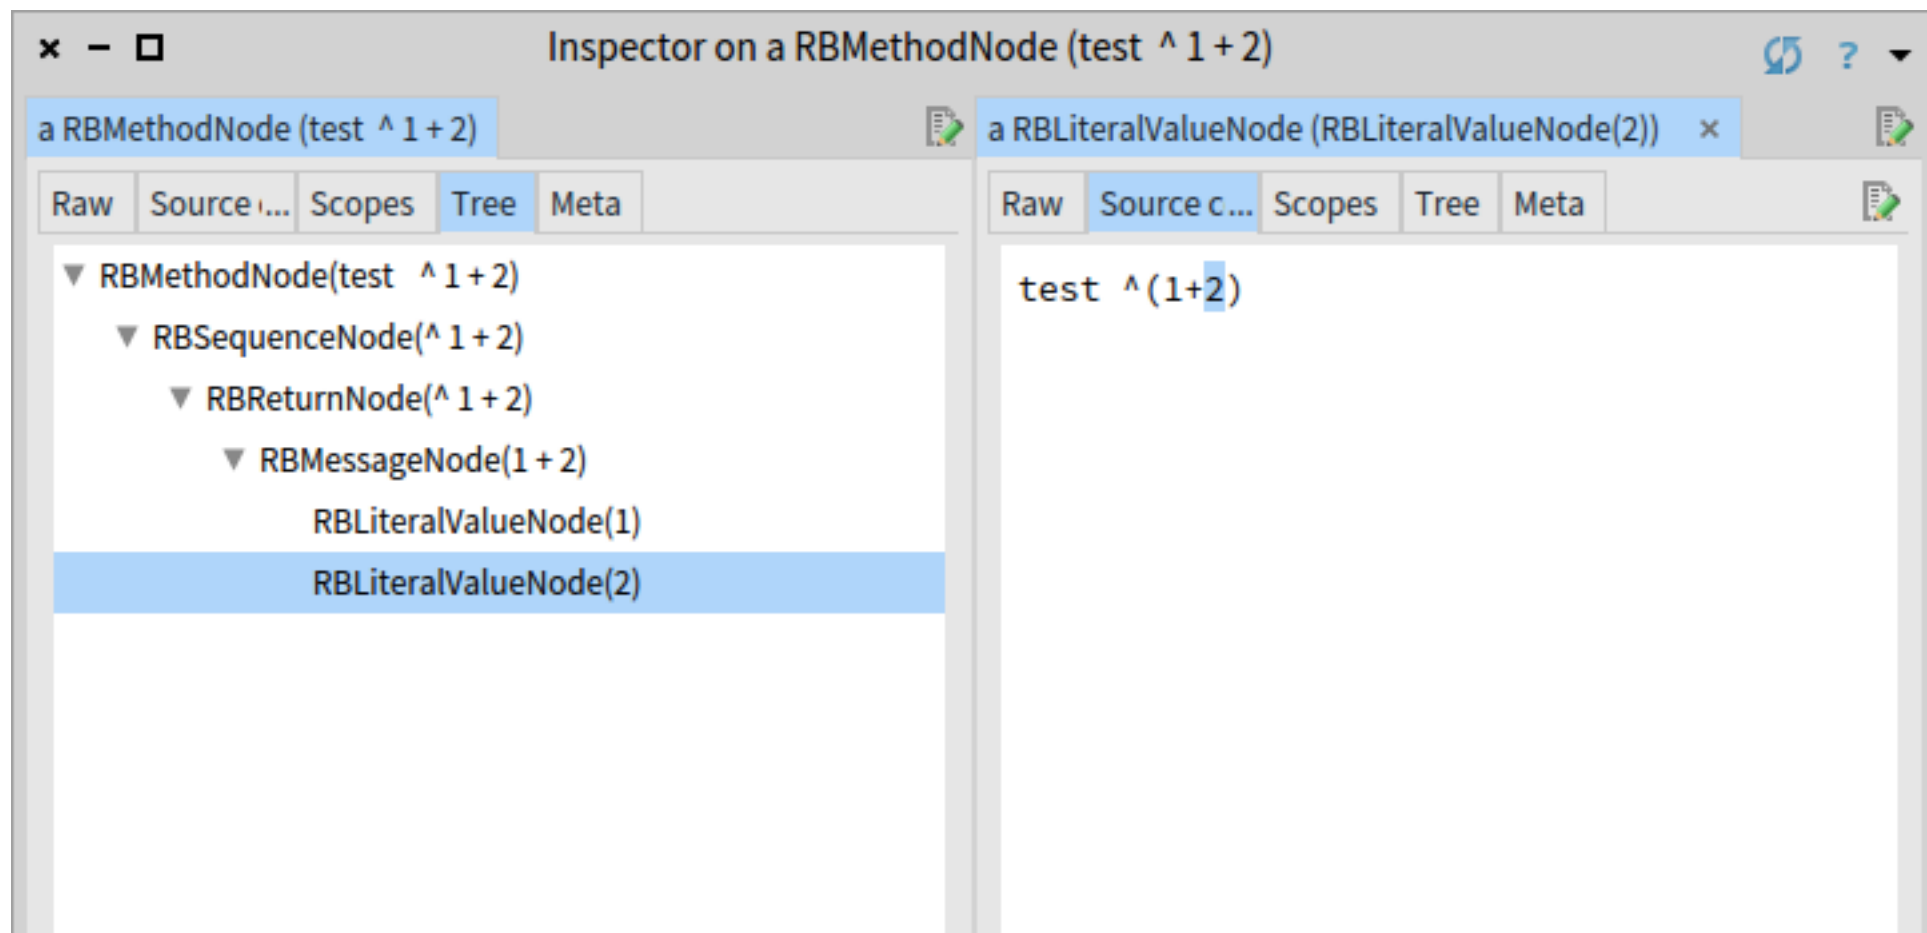 Inspector on a RBMethodNode (test ^ 1 + 2) ?
a RBMethodNode (test ^ 1 + 2)
Raw Source c... Scopes Tree Meta
RBMethodNode(test ^ 1 + 2)
RBSequenceNode(^ 1 + 2)
RBReturnNode(^ 1 + 2)
RBMessageNode(1 + 2)
RBLiteralValueNode(1)
RBLiteralValueNode(2)
a RBLiteralValueNode (RBLiteralValueNode(2)) ×
Raw Source c... Scopes Tree Meta
test ^(1+2)